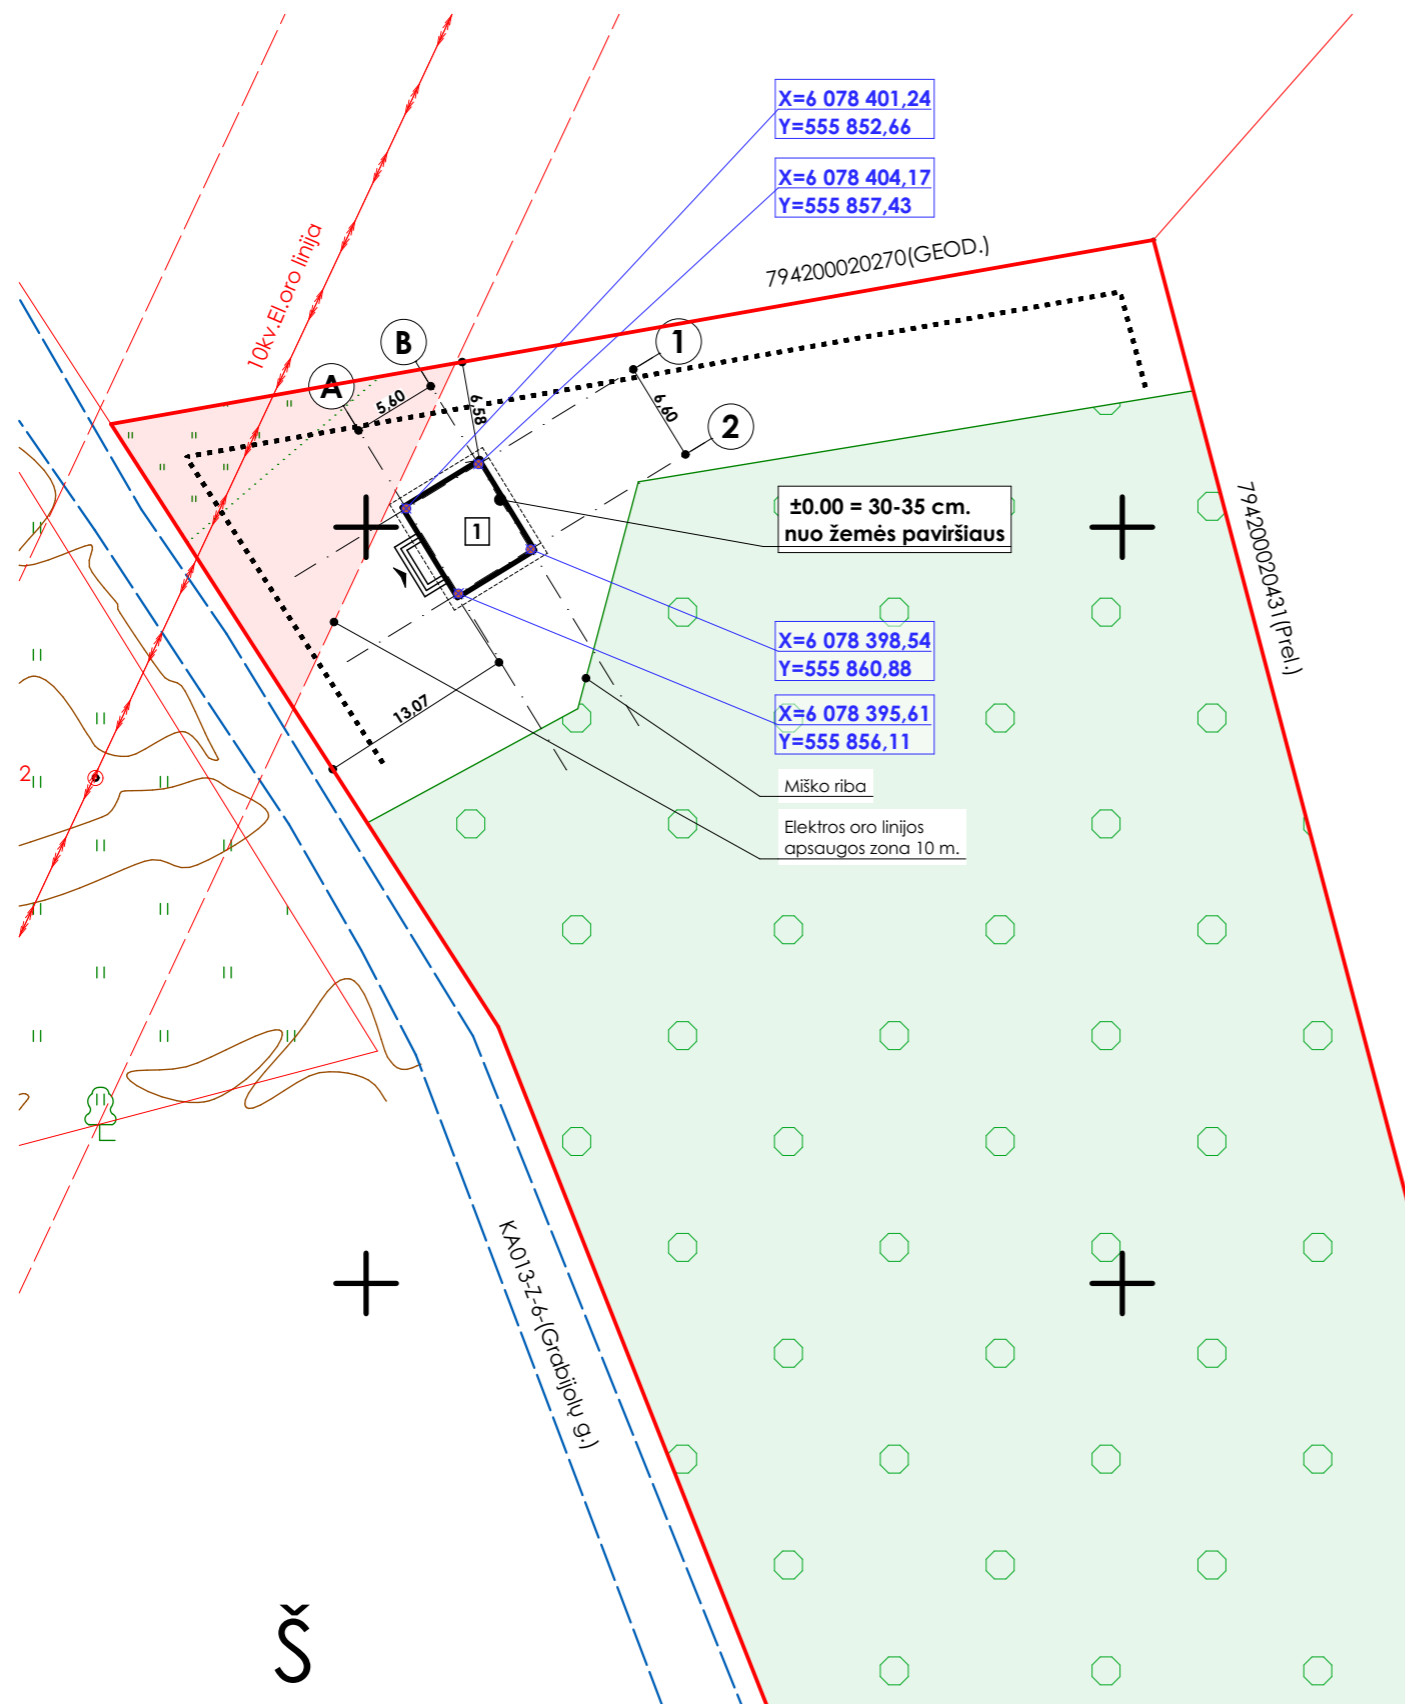 X=6 078 401,24
Y=555 852,66
X=6 078 404,17
Y=555 857,43
794200020270(GEOD.)
10kv.El.oro linija
B
1
A
5,60
6,58
6,60
2
±0.00 = 30-35 cm.
nuo žemės paviršiaus
1
794200020431(Prel.)
X=6 078 398,54
Y=555 860,88
13,07
X=6 078 395,61
Y=555 856,11
2
Miško riba
Elektros oro linijos
apsaugos zona 10 m.
KA013-Z-6-(Grabijolų g.)
Š